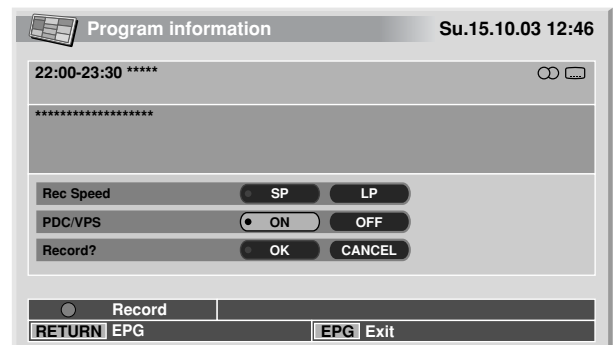 Program information Su.15.10.03 12:46
22:00-23:30 *****
*******************
Rec Speed SP LP
PDC/VPS ON OFF
Record? OK CANCEL
Record
RETURN EPG EPG Exit